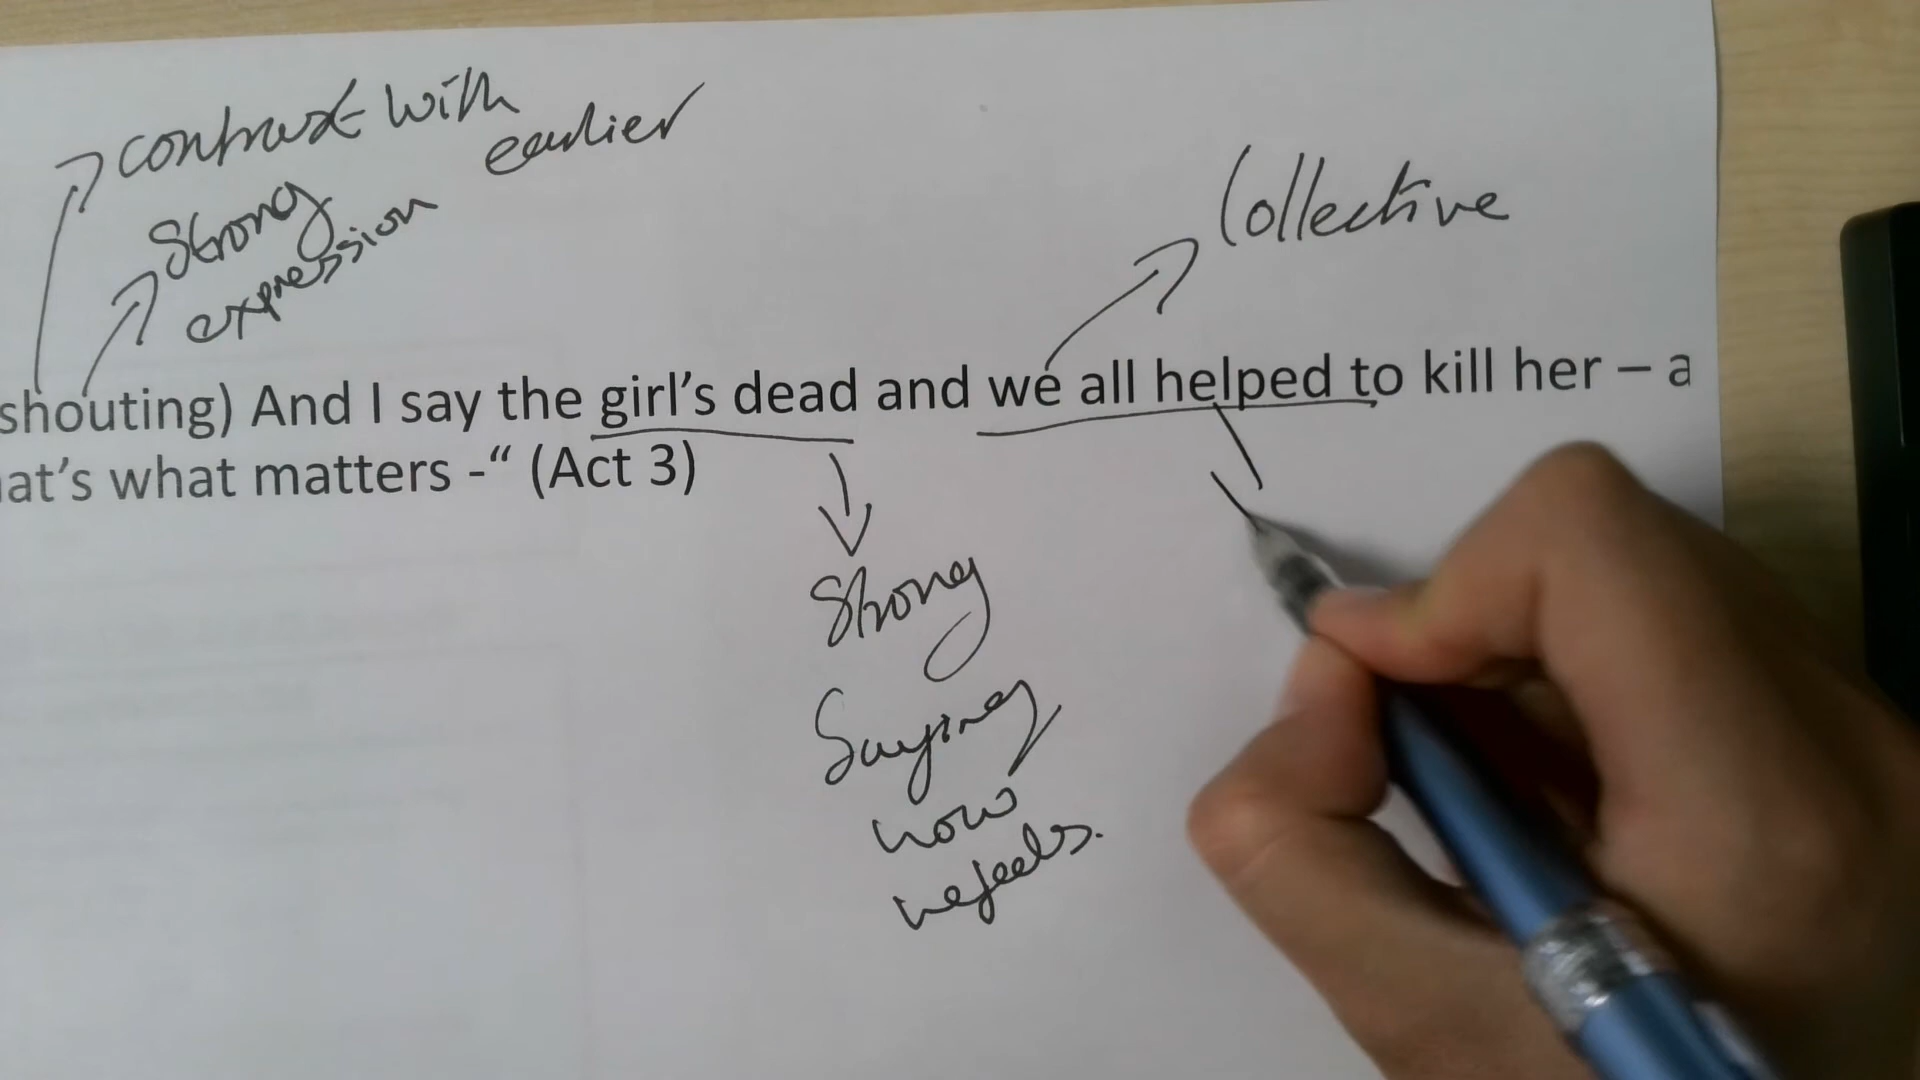 contrast with
earlier
Strong
expression
Collective
shouting) And I say the girl's dead and we all helped to kill her – a
at's what matters -“ (Act 3)
Strong
Saying
how
he feels.